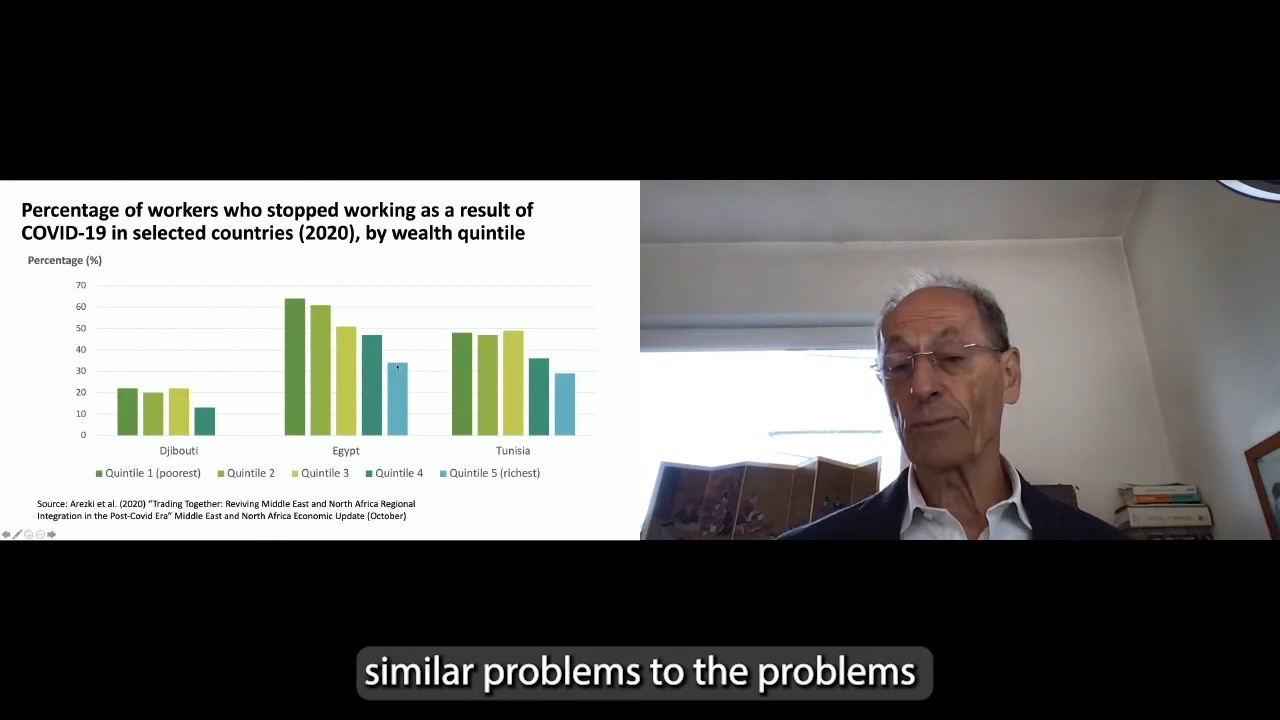 Percentage of workers who stopped working as a result of
COVID-19 in selected countries (2020), by wealth quintile
Percentage (%)
70
60
50
40
30
20
10
0
Djibouti Egypt Tunisia
Quintile 1 (poorest) Quintile 2 Quintile 3 Quintile 4 Quintile 5 (richest)
Source: Arezki et al. (2020) "Trading Together: Reviving Middle East and North Africa Regional
Integration in the Post-Covid Era" Middle East and North Africa Economic Update (October)
similar problems to the problems